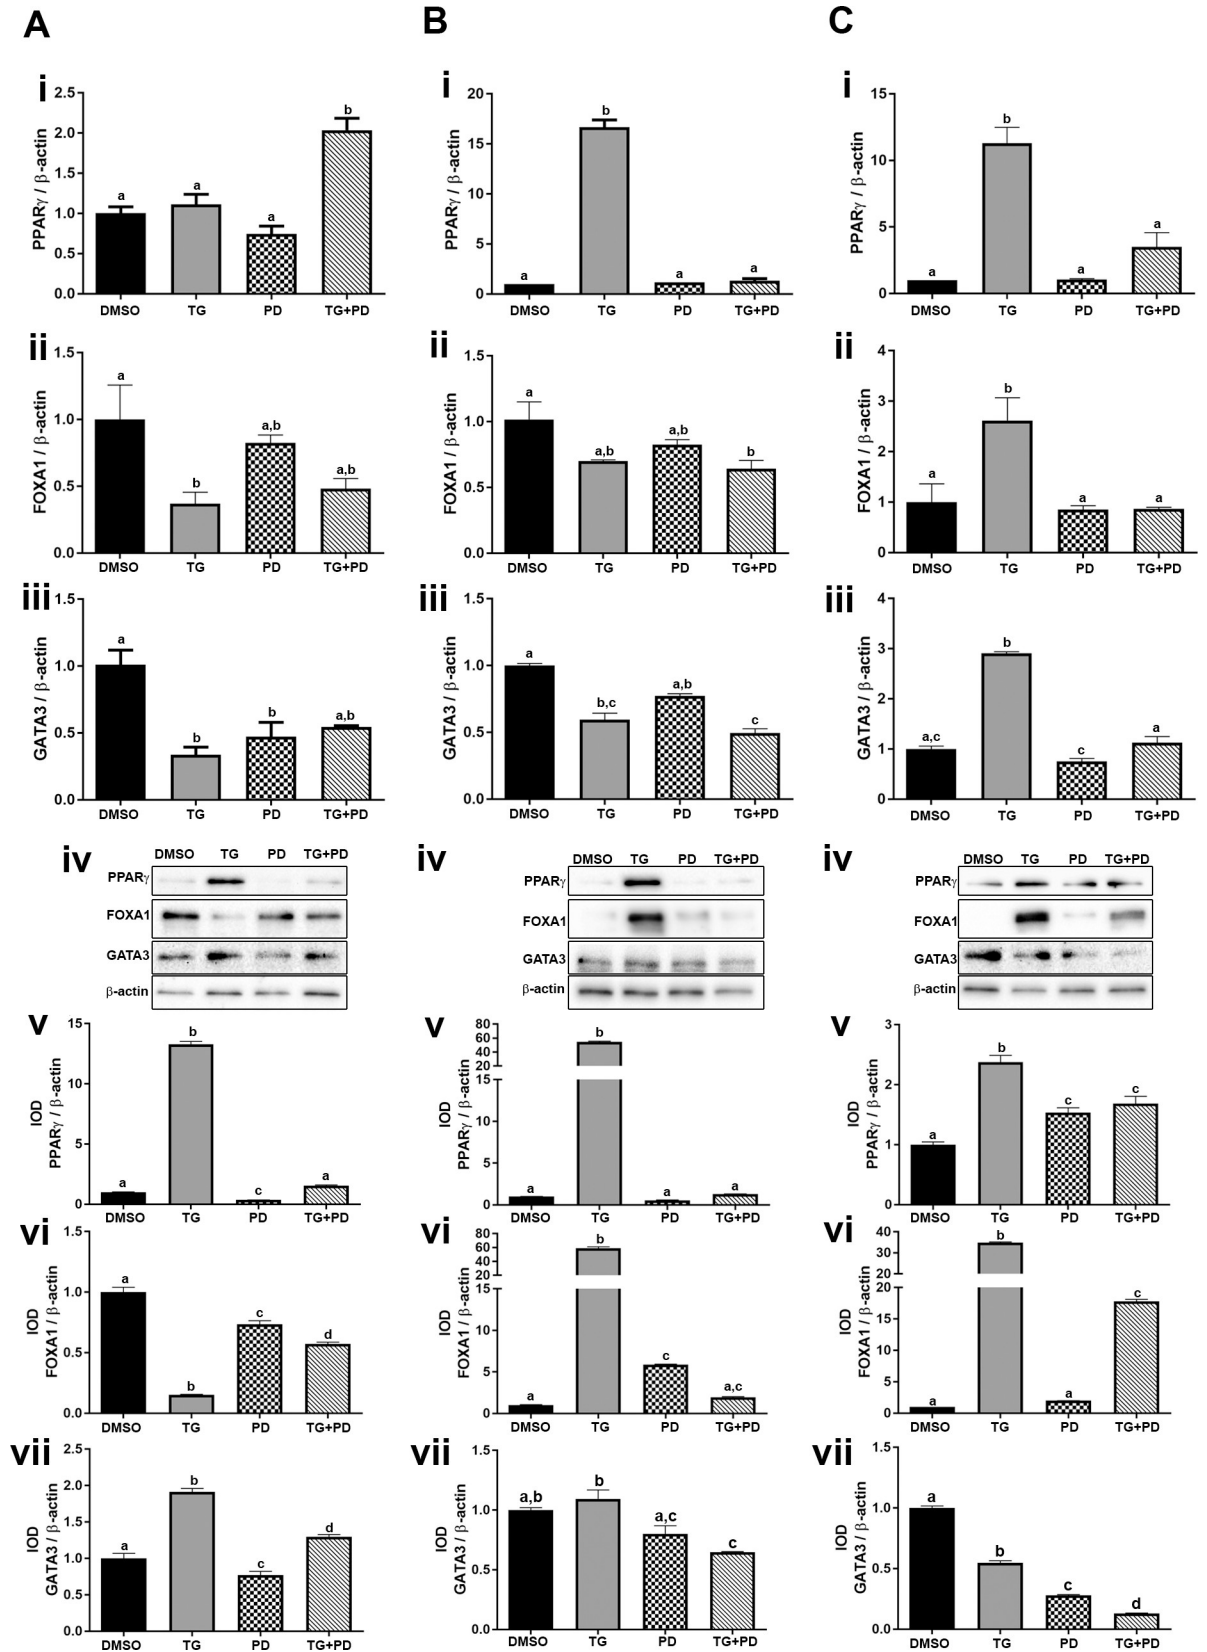 A
B
C
i
2.5
2.0
1.5
1.0
0.5
0.0
PPARγ / β-actin
a
a
a
b
DMSO TG PD TG+PD
i
20
15
10
5
0
PPARγ / β-actin
a
b
a
a
DMSO TG PD TG+PD
i
15
10
5
0
PPARγ / β-actin
a
b
a
a
DMSO TG PD TG+PD
ii
1.5
1.0
0.5
0.0
FOXA1 / β-actin
a
b
a,b
a,b
DMSO TG PD TG+PD
ii
1.5
1.0
0.5
0.0
FOXA1 / β-actin
a
a,b
a,b
b
DMSO TG PD TG+PD
ii
4
3
2
1
0
FOXA1 / β-actin
a
b
a
a
DMSO TG PD TG+PD
iii
1.5
1.0
0.5
0.0
GATA3 / β-actin
a
b
b
a,b
DMSO TG PD TG+PD
iii
1.5
1.0
0.5
0.0
GATA3 / β-actin
a
b,c
a,b
c
DMSO TG PD TG+PD
iii
4
3
2
1
0
GATA3 / β-actin
a,c
b
c
a
DMSO TG PD TG+PD
iv
DMSO TG PD TG+PD
PPARγ
FOXA1
GATA3
β-actin
iv
DMSO TG PD TG+PD
PPARγ
FOXA1
GATA3
β-actin
iv
DMSO TG PD TG+PD
PPARγ
FOXA1
GATA3
β-actin
v
15
10
5
0
IOD
PPARγ / β-actin
a
b
c
a
DMSO TG PD TG+PD
v
80
60
40
20
15
10
5
0
IOD
PPARγ / β-actin
a
b
a
a
DMSO TG PD TG+PD
v
3
2
1
0
IOD
PPARγ / β-actin
a
b
c
c
DMSO TG PD TG+PD
vi
1.5
1.0
0.5
0.0
IOD
FOXA1 / β-actin
a
b
c
d
DMSO TG PD TG+PD
vi
80
60
40
20
15
10
5
0
IOD
FOXA1 / β-actin
a
b
c
a,c
DMSO TG PD TG+PD
vi
40
30
20
20
15
10
5
0
IOD
FOXA1 / β-actin
a
b
a
c
DMSO TG PD TG+PD
vii
2.5
2.0
1.5
1.0
0.5
0.0
IOD
GATA3 / β-actin
a
b
c
d
DMSO TG PD TG+PD
vii
1.5
1.0
0.5
0.0
IOD
GATA3 / β-actin
a,b
b
a,c
c
DMSO TG PD TG+PD
vii
1.5
1.0
0.5
0.0
IOD
GATA3 / β-actin
a
b
c
d
DMSO TG PD TG+PD